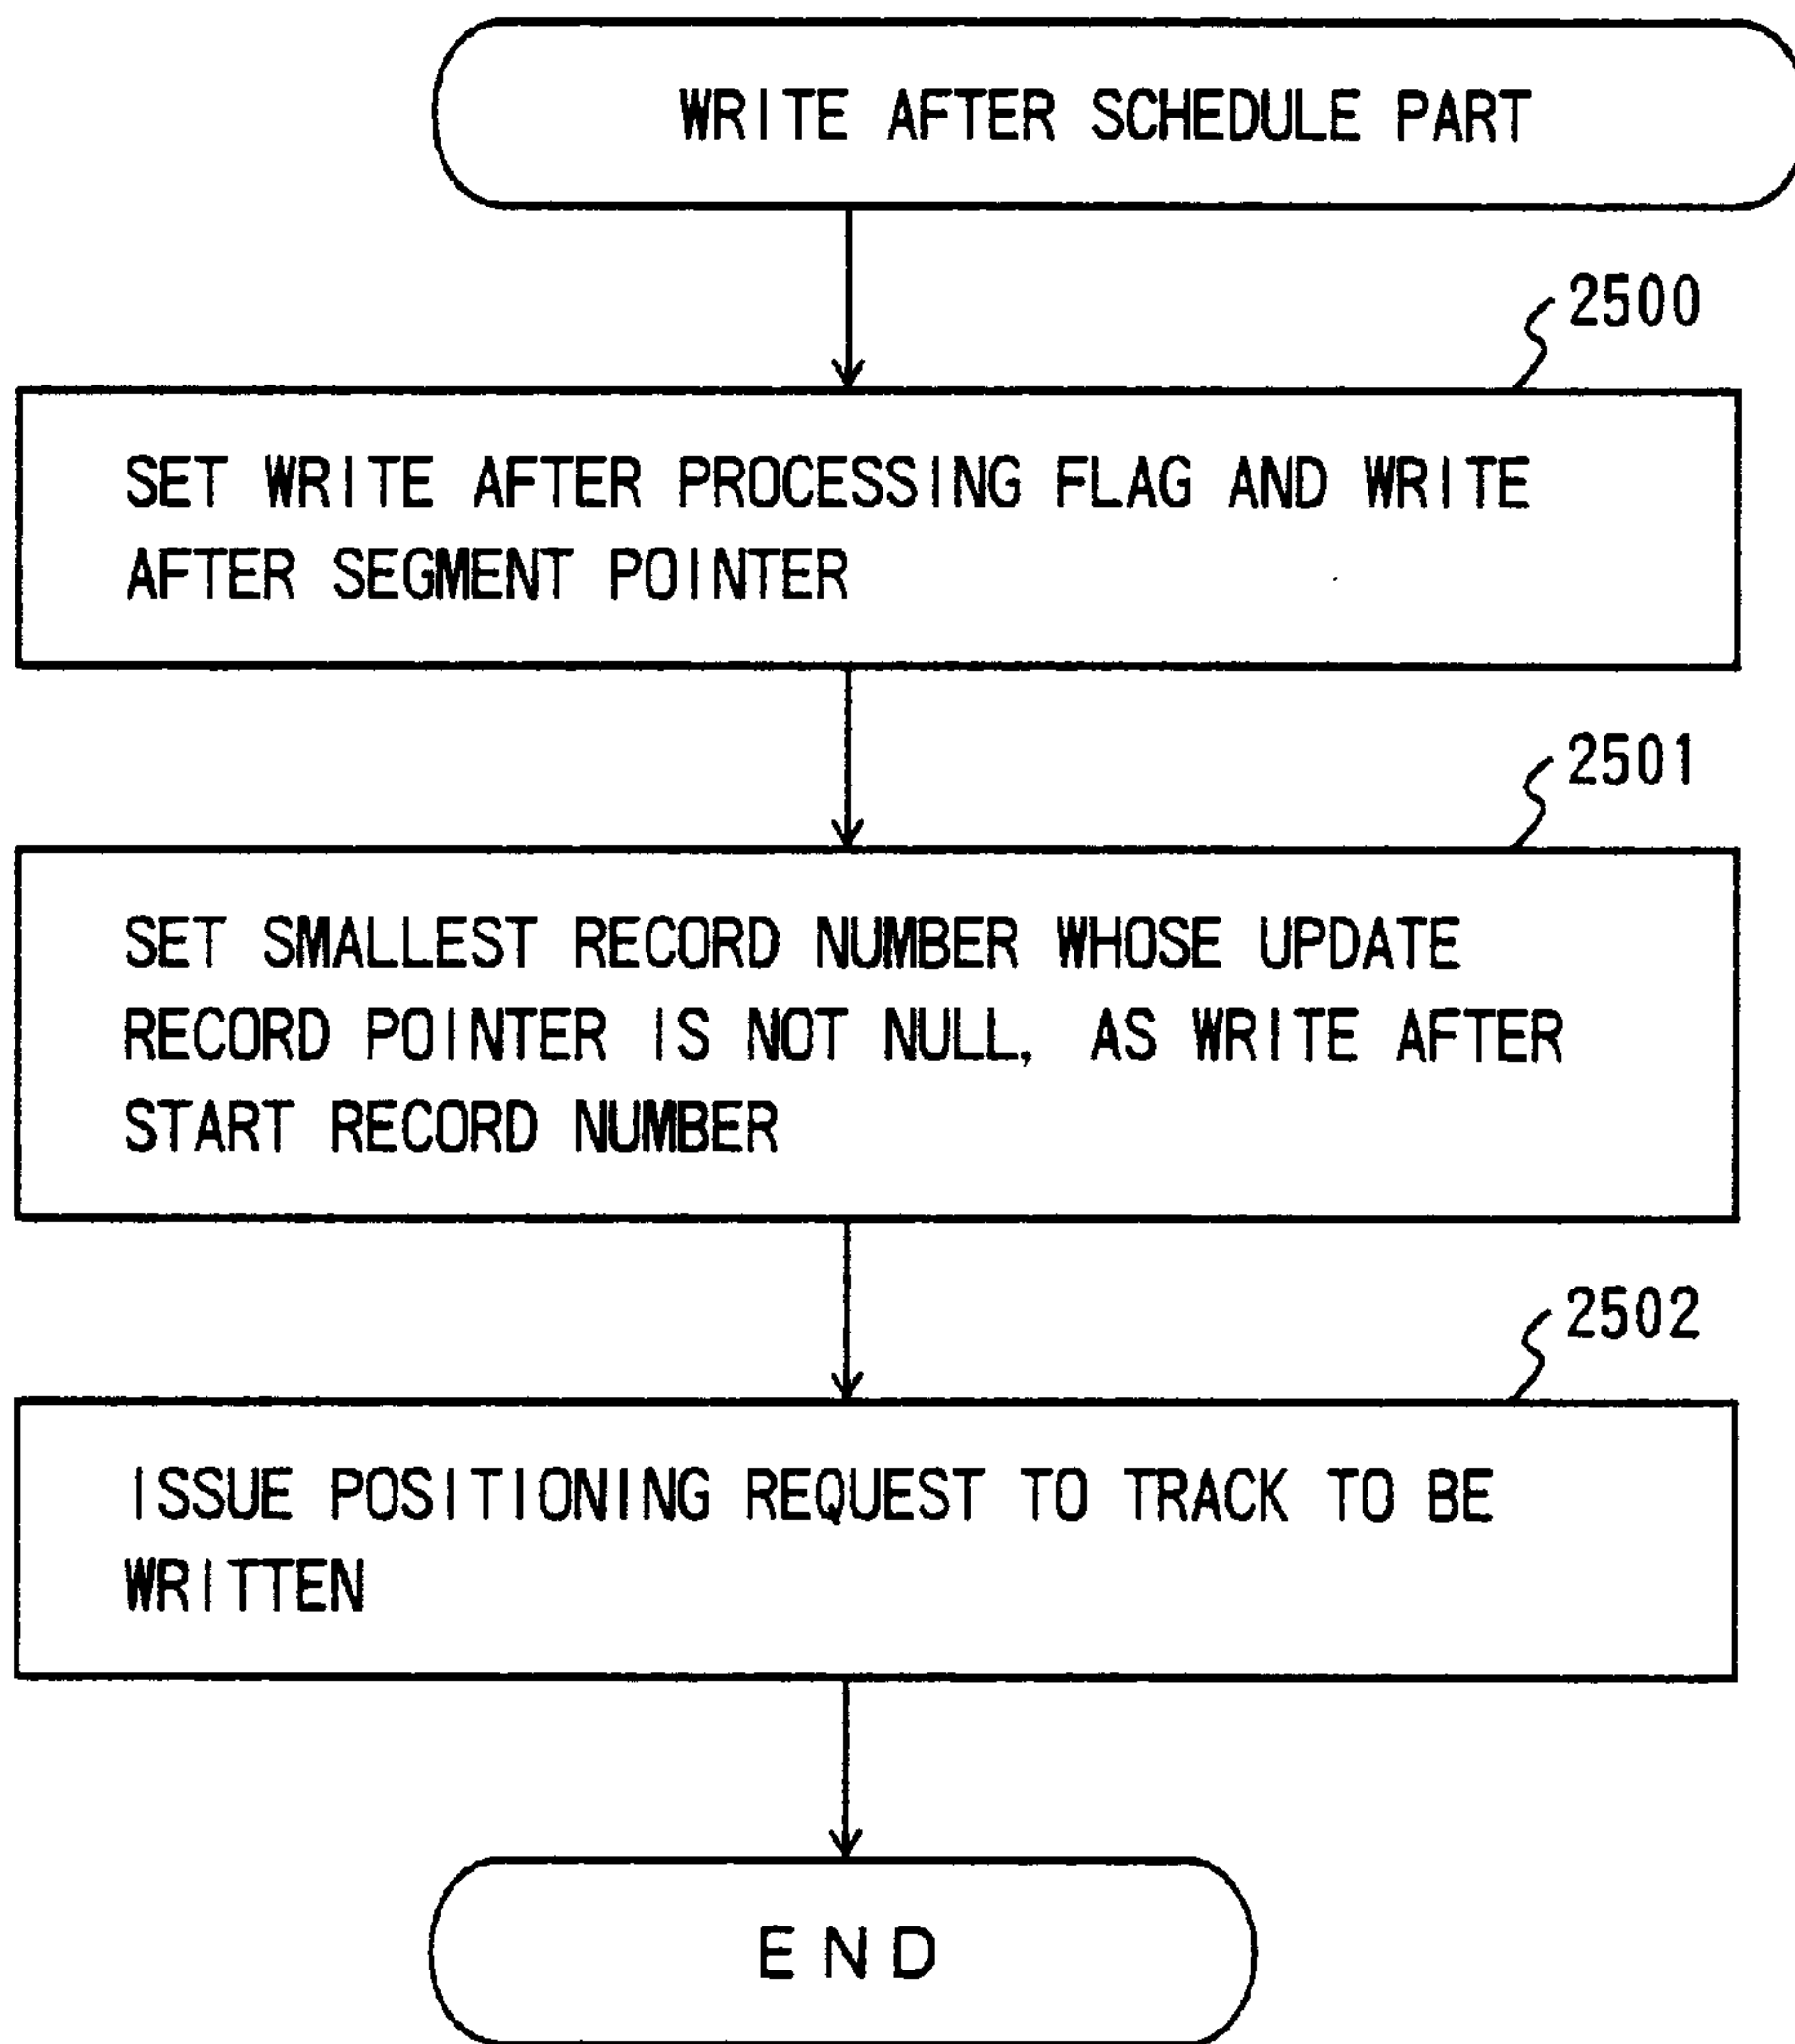 WRITE AFTER SCHEDULE PART
2500
SET WRITE AFTER PROCESSING FLAG AND WRITE
AFTER SEGMENT POINTER
2501
SET SMALLEST RECORD NUMBER WHOSE UPDATE
RECORD POINTER IS NOT NULL, AS WRITE AFTER
START RECORD NUMBER
2502
ISSUE POSITIONING REQUEST TO TRACK TO BE
WRITTEN
END